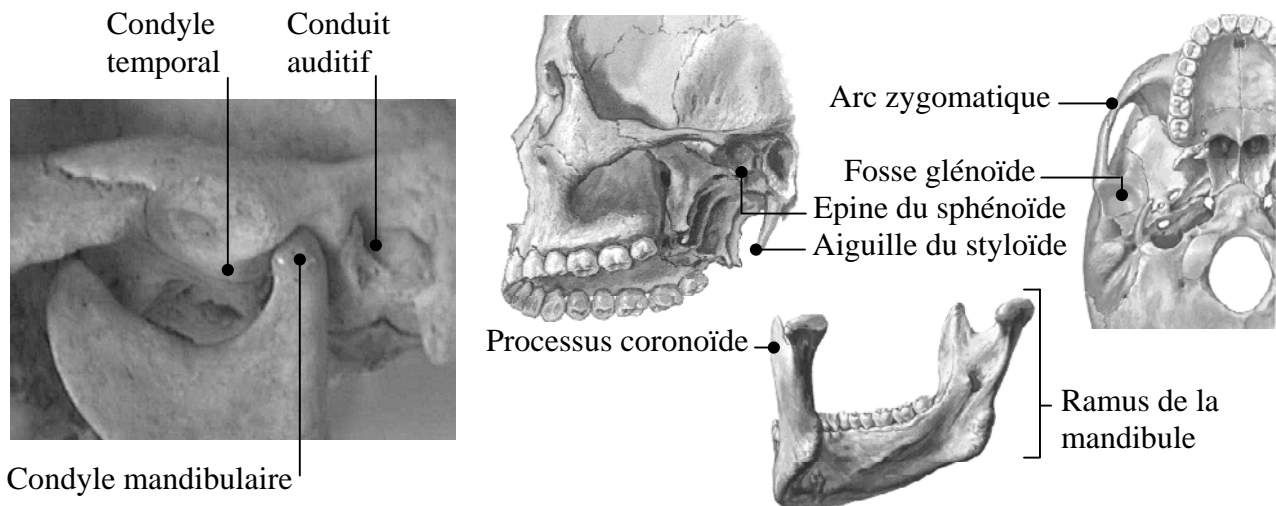 Condyle
temporal
Conduit
auditif
Arc zygomatique
Fosse glénoïde
Epine du sphénoïde
Aiguille du styloïde
Processus coronoïde
Ramus de la
mandibule
Condyle mandibulaire